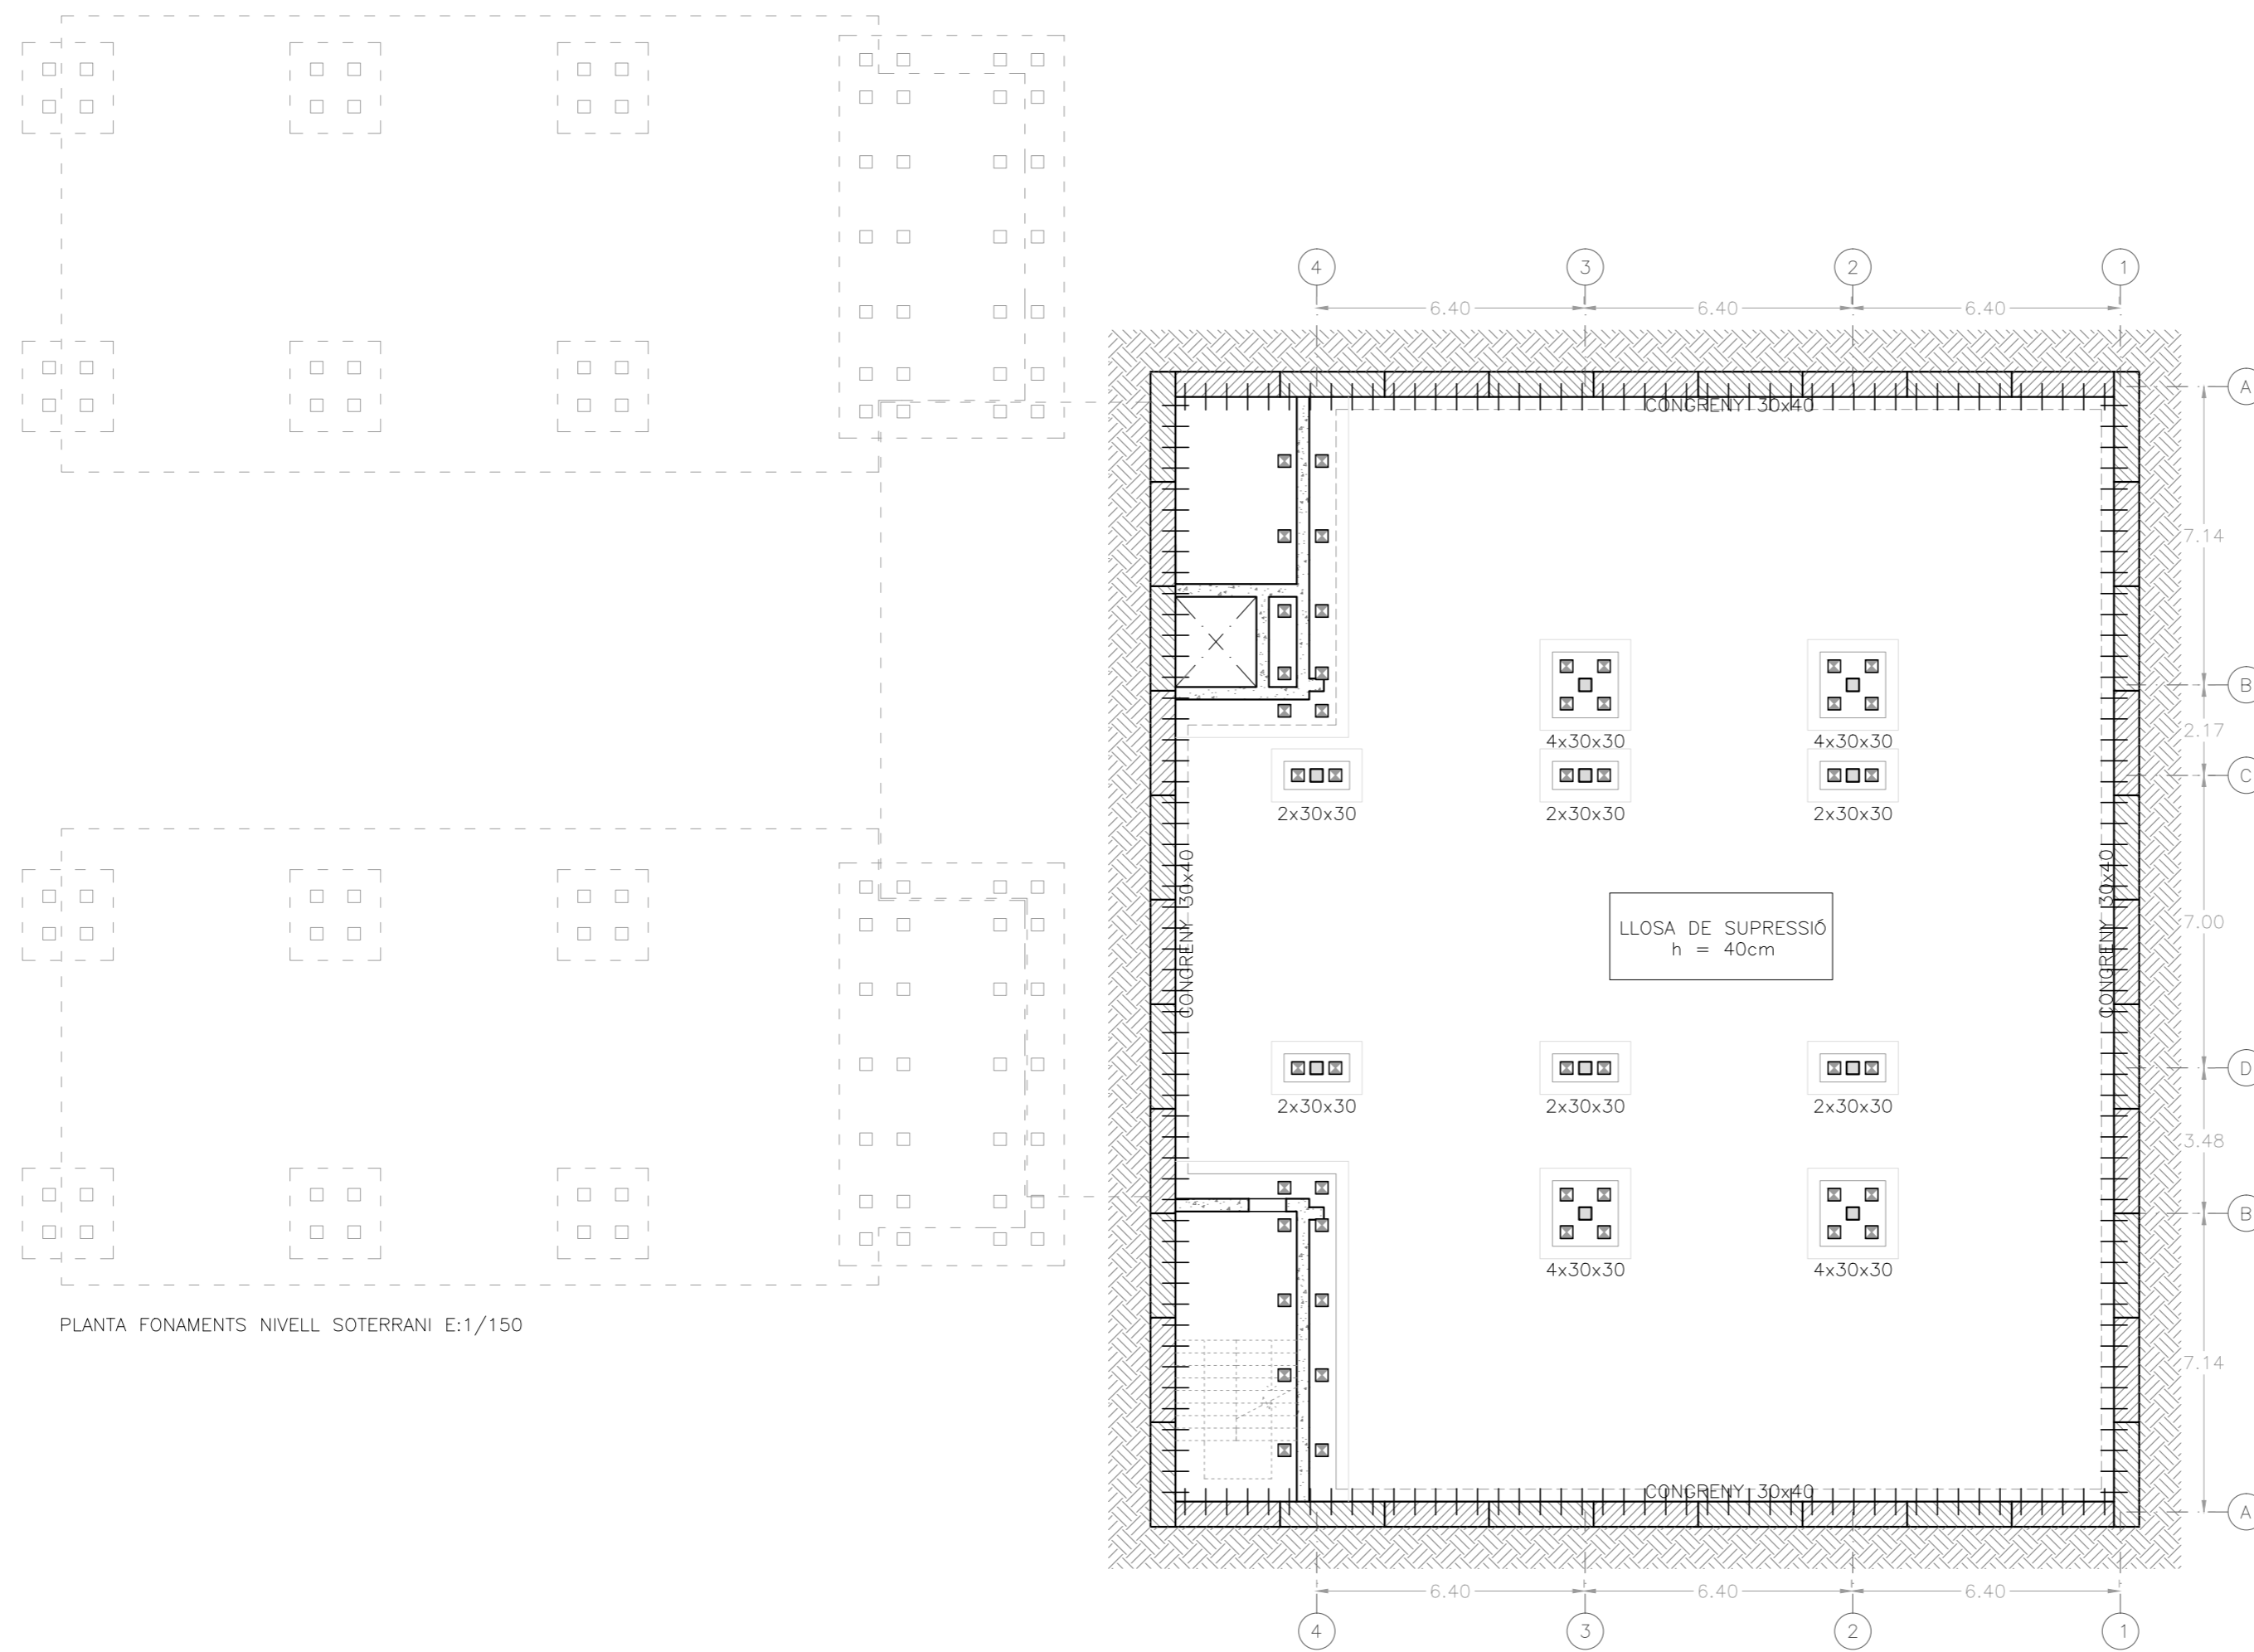 4 3 2 1
6.40 6.40 6.40
A
CONGRENY 30x40
7.14
B
2.17
4x30x30 4x30x30
C
2x30x30 2x30x30 2x30x30
CONGRENY 30x40
CONGRENY 30x40
LLOSA DE SUPRESSIÓ
h = 40cm
7.00
D
2x30x30 2x30x30 2x30x30
3.48
B
4x30x30 4x30x30
PLANTA FONAMENTS NIVELL SOTERRANI E:1/150
7.14
CONGRENY 30x40
A
6.40 6.40 6.40
4 3 2 1